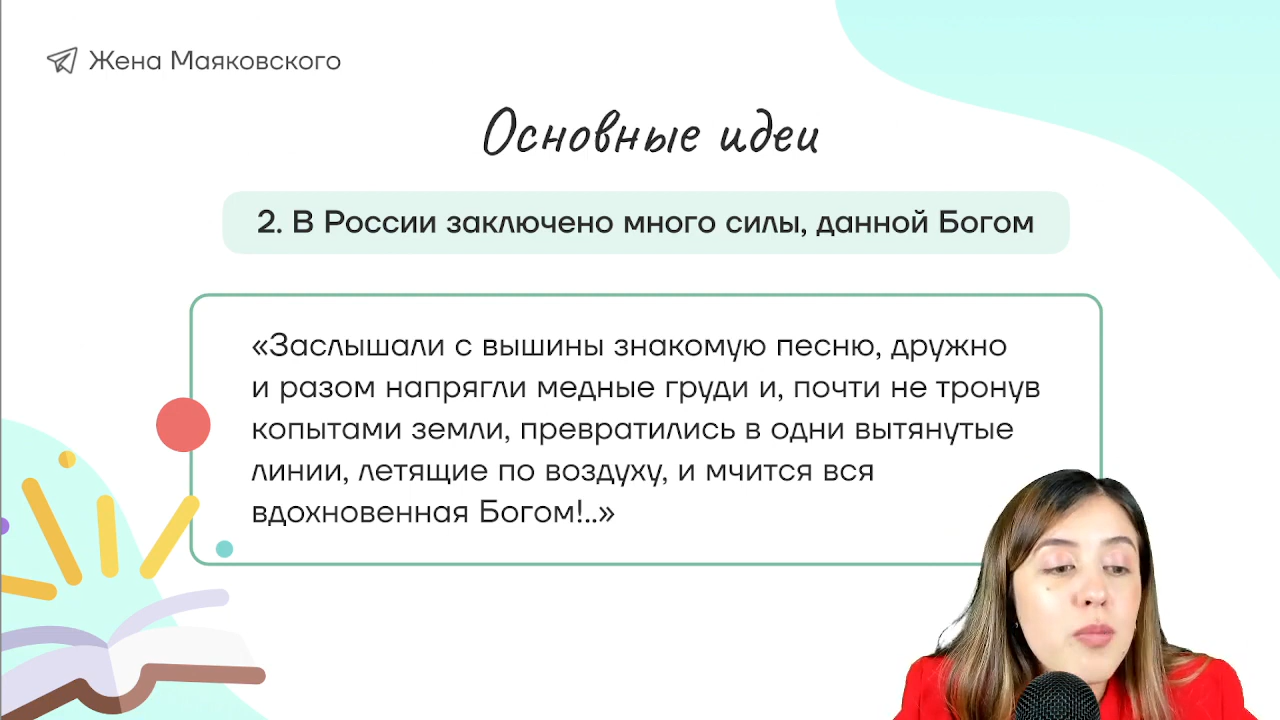 Жена Маяковского
Основные идеи
2. В России заключено много силы, данной Богом
«Заслышали с вышины знакомую песню, дружно
и разом напрягли медные груди и, почти не тронув
копытами земли, превратились в одни вытянутые
линии, летящие по воздуху, и мчится вся
вдохновенная Богом!..»